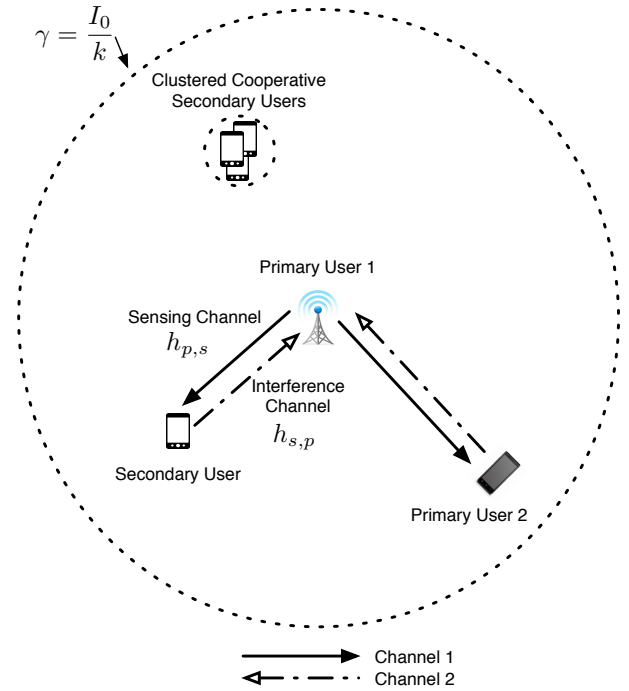 γ = I₀/k
Clustered Cooperative
Secondary Users
Primary User 1
Sensing Channel
hₚ,ₛ
Interference
Channel
hₛ,ₚ
Secondary User
Primary User 2
Channel 1
Channel 2